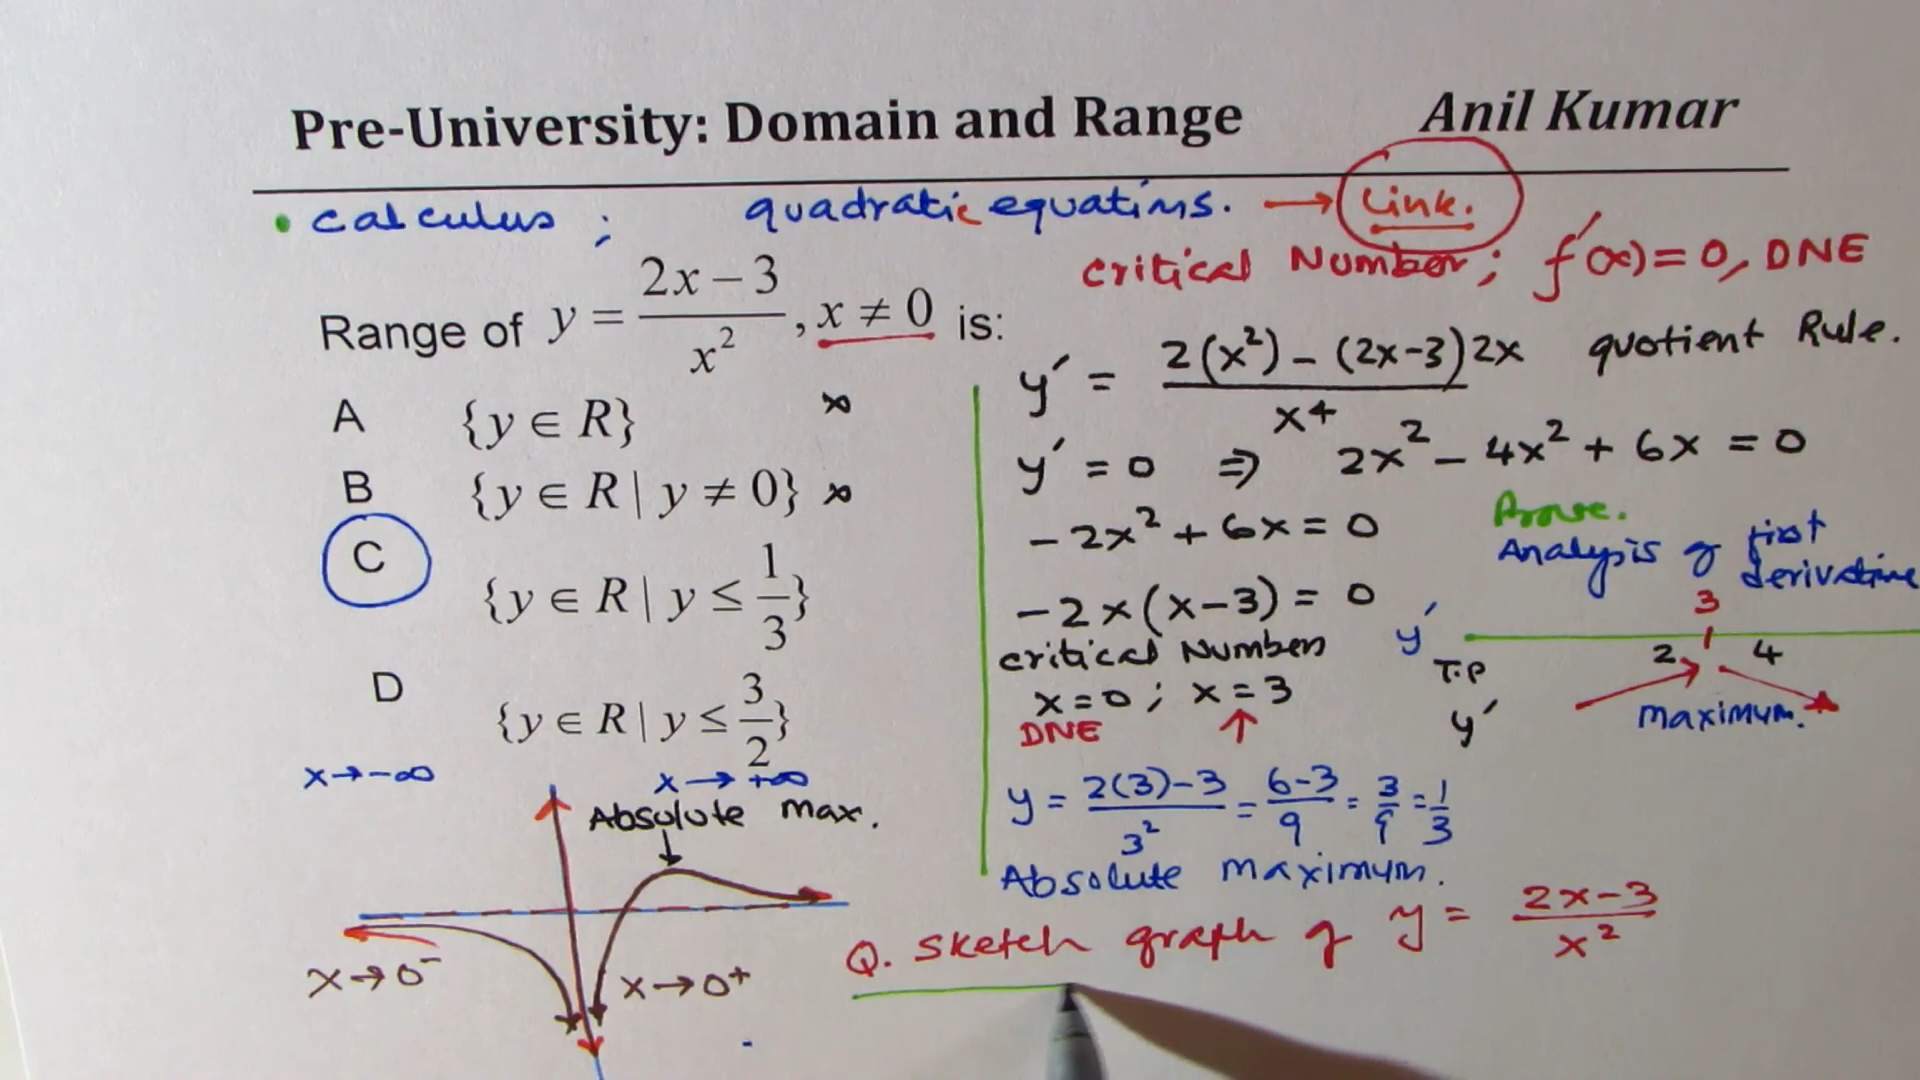 Pre-University: Domain and Range Anil Kumar
• calculus ; quadratic equations. → Link.
critical Number; f'(x) = 0, DNE
Range of y = (2x − 3)/x², x ≠ 0 is:
A {y ∈ R} ×
B {y ∈ R | y ≠ 0} ×
C {y ∈ R | y ≤ 1/3}
D {y ∈ R | y ≤ 3/2}
x → −∞ x → +∞
Absolute max.
x → 0⁻ x → 0⁺
y' = (2(x²) − (2x−3)2x)/x⁴ quotient Rule.
y' = 0 ⇒ 2x² − 4x² + 6x = 0
−2x² + 6x = 0
−2x(x−3) = 0
critical Numbers
x = 0 ; x = 3
DNE ↑
Prove.
Analysis of first
derivative
3
y'
T.P 2 4
y' maximum.
y = (2(3)−3)/3² = (6−3)/9 = 3/9 = 1/3
Absolute maximum.
Q. Sketch graph of y = (2x−3)/x²